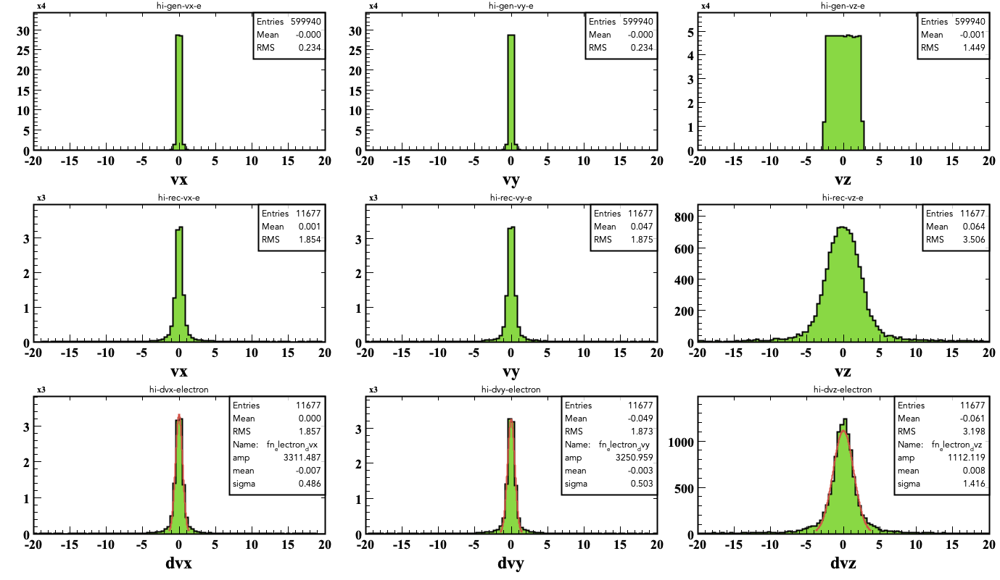 hi-gen-vx-e
x4
Entries 599940
Mean -0.000
RMS 0.234
30
25
20
15
10
5
0
-20 -15 -10 -5 0 5 10 15 20
vx
hi-gen-vy-e
x4
Entries 599940
Mean -0.000
RMS 0.234
30
25
20
15
10
5
0
-20 -15 -10 -5 0 5 10 15 20
vy
hi-gen-vz-e
x4
Entries 599940
Mean -0.001
RMS 1.449
5
4
3
2
1
0
-20 -15 -10 -5 0 5 10 15 20
vz
hi-rec-vx-e
x3
Entries 11677
Mean 0.001
RMS 1.854
3
2
1
0
-20 -15 -10 -5 0 5 10 15 20
vx
hi-rec-vy-e
x3
Entries 11677
Mean 0.047
RMS 1.875
3
2
1
0
-20 -15 -10 -5 0 5 10 15 20
vy
hi-rec-vz-e
Entries 11677
Mean 0.064
RMS 3.506
800
600
400
200
0
-20 -15 -10 -5 0 5 10 15 20
vz
hi-dvx-electron
x3
Entries 11677
Mean 0.000
RMS 1.857
Name: fnₑlectron_dvx
amp 3311.487
mean -0.007
sigma 0.486
3
2
1
0
-20 -15 -10 -5 0 5 10 15 20
dvx
hi-dvy-electron
x3
Entries 11677
Mean -0.049
RMS 1.873
Name: fnₑlectron_dvy
amp 3250.959
mean -0.003
sigma 0.503
3
2
1
0
-20 -15 -10 -5 0 5 10 15 20
dvy
hi-dvz-electron
Entries 11677
Mean -0.061
RMS 3.198
Name: fnₑlectron_dvz
amp 1112.119
mean 0.008
sigma 1.416
1000
500
0
-20 -15 -10 -5 0 5 10 15 20
dvz